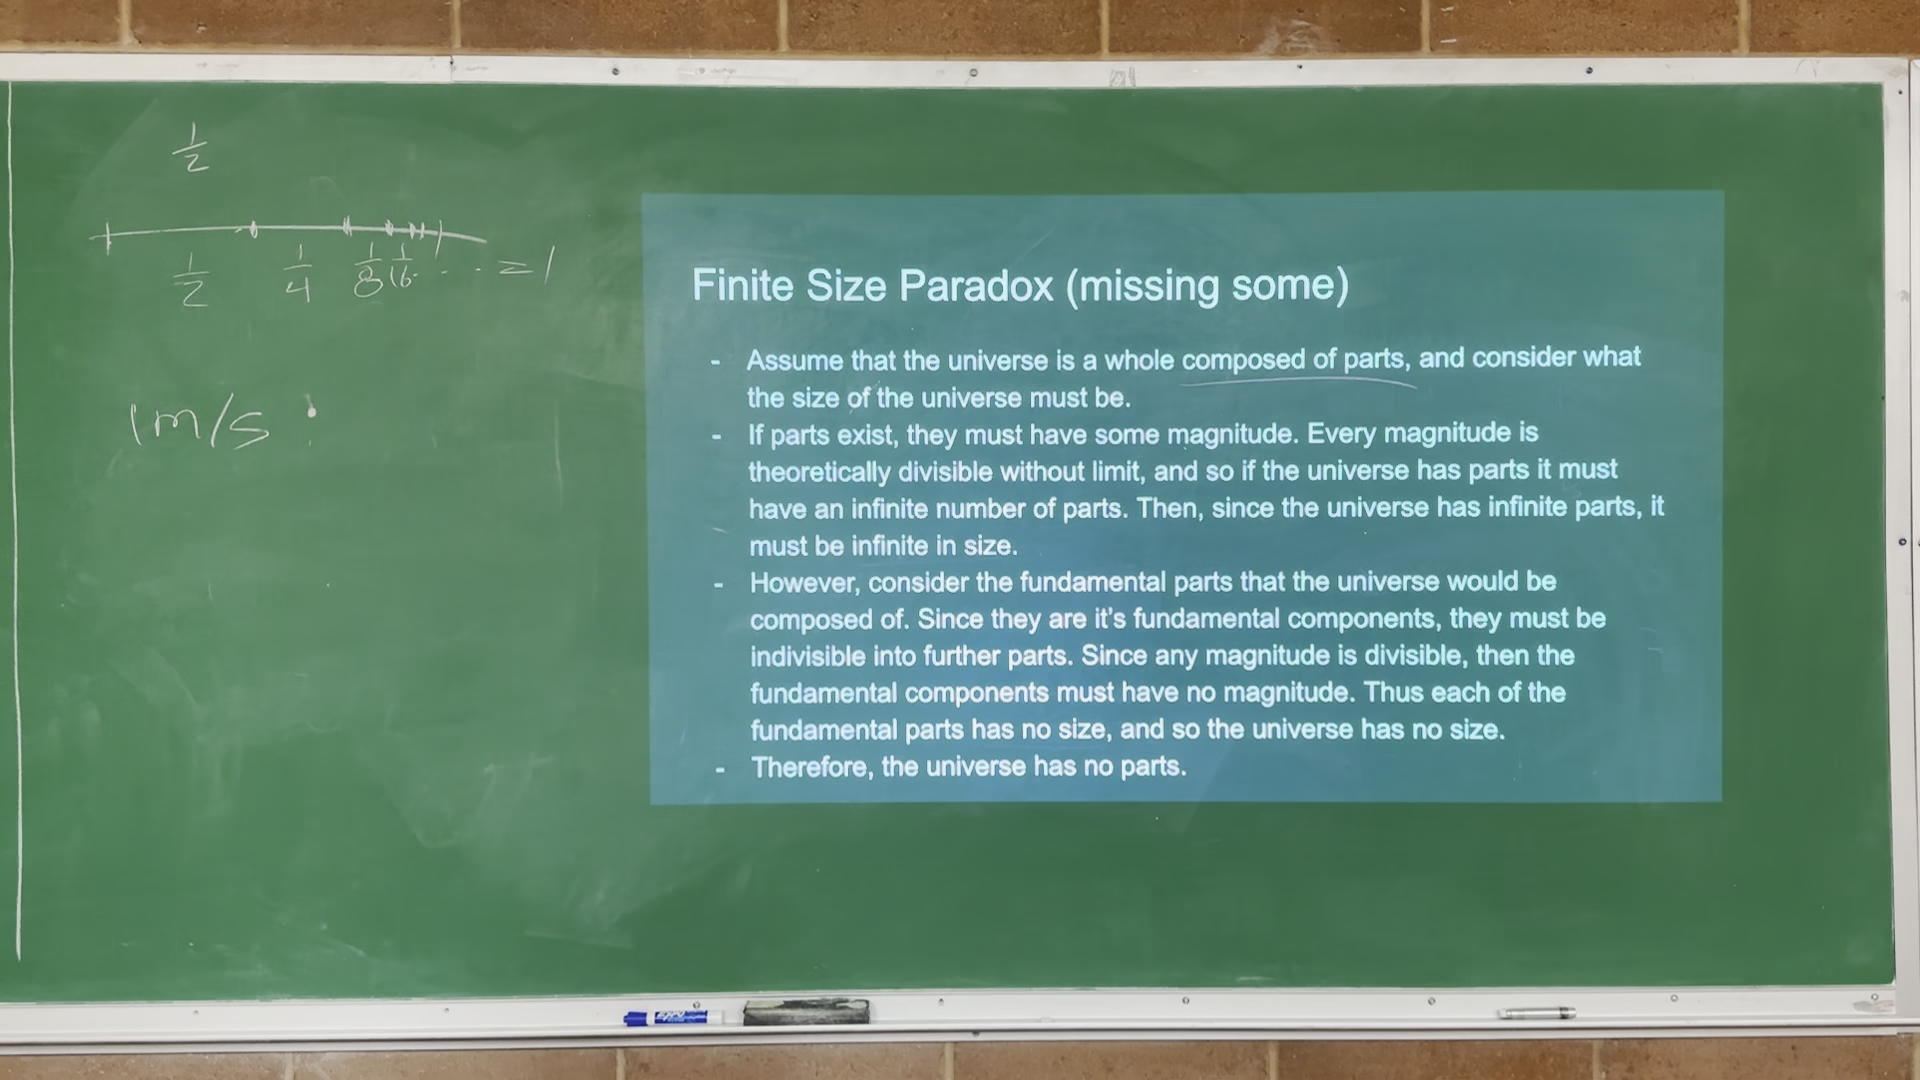 1/2
1/2 1/4 1/8 1/16 . . . = 1
1m/s
Finite Size Paradox (missing some)
- Assume that the universe is a whole composed of parts, and consider what
the size of the universe must be.
- If parts exist, they must have some magnitude. Every magnitude is
theoretically divisible without limit, and so if the universe has parts it must
have an infinite number of parts. Then, since the universe has infinite parts, it
must be infinite in size.
- However, consider the fundamental parts that the universe would be
composed of. Since they are it's fundamental components, they must be
indivisible into further parts. Since any magnitude is divisible, then the
fundamental components must have no magnitude. Thus each of the
fundamental parts has no size, and so the universe has no size.
- Therefore, the universe has no parts.
EXPO